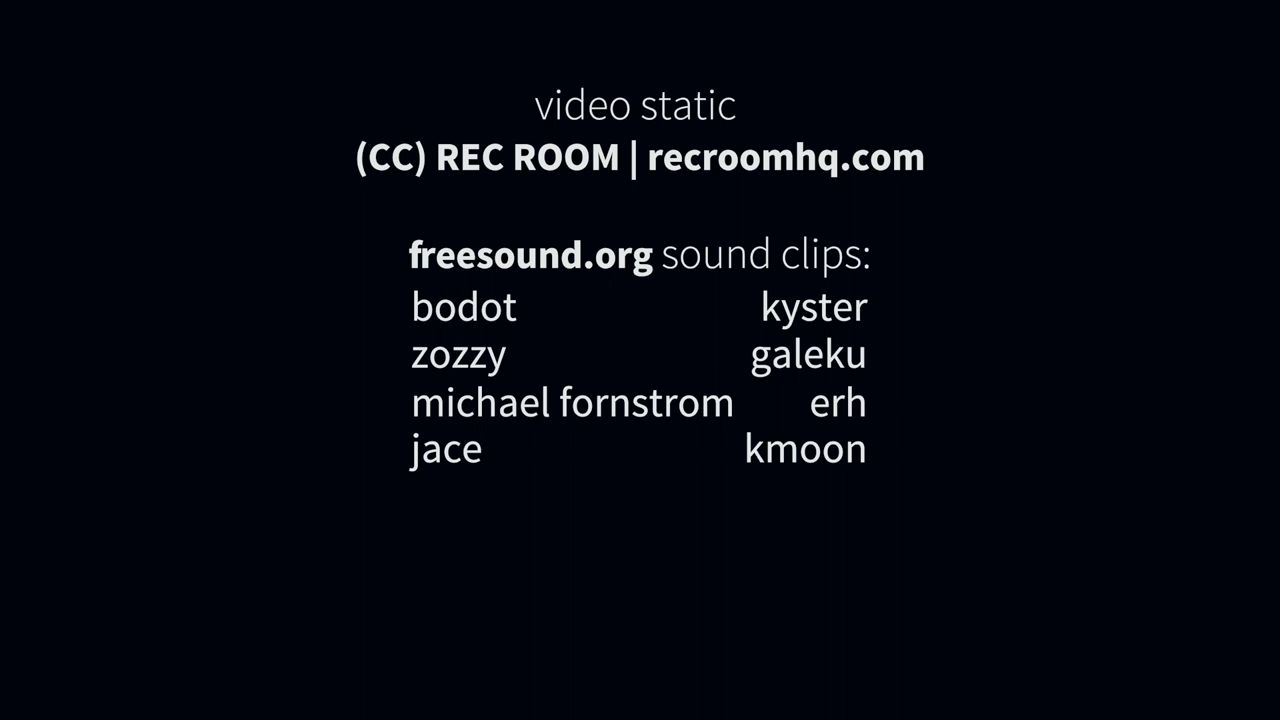 video static
(CC) REC ROOM | recroomhq.com
freesound.org sound clips:
bodot kyster
zozzy galeku
michael fornstrom erh
jace kmoon